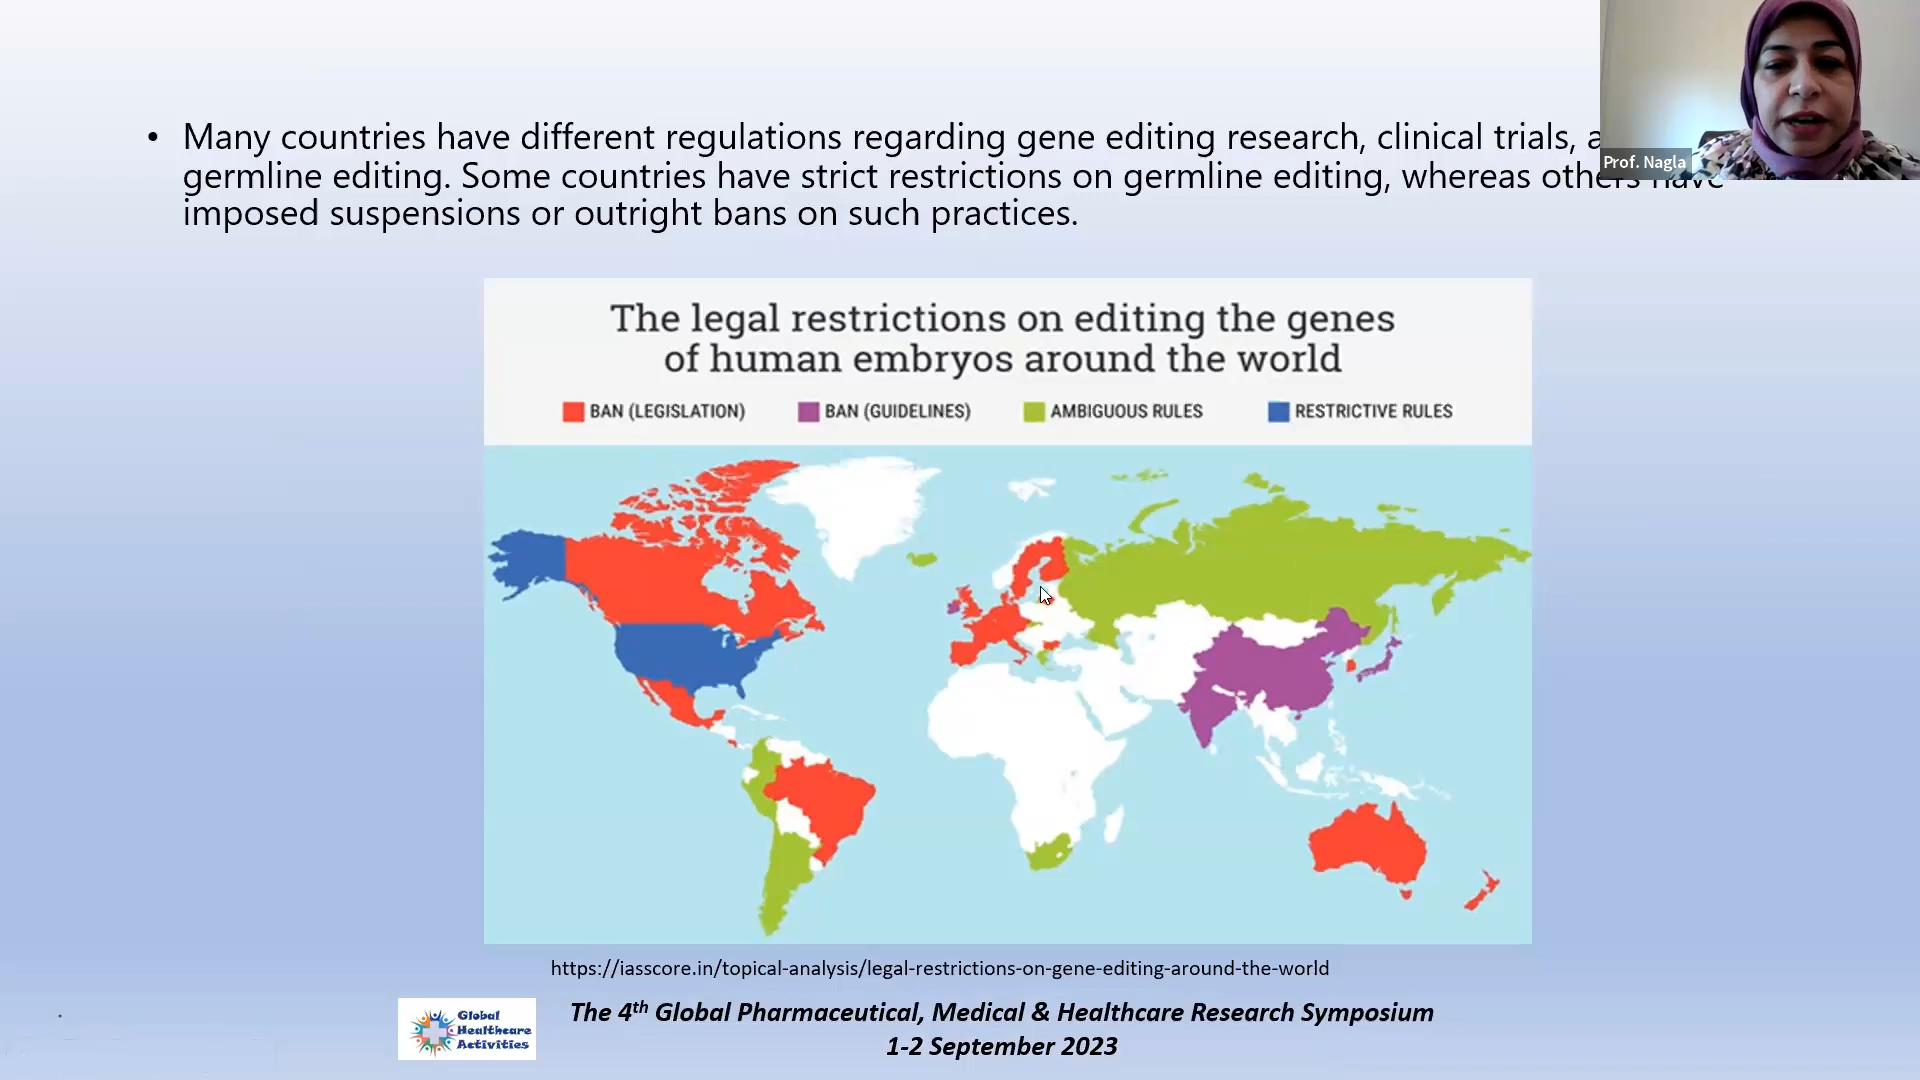 • Many countries have different regulations regarding gene editing research, clinical trials,
germline editing. Some countries have strict restrictions on germline editing, whereas others have
imposed suspensions or outright bans on such practices.
Prof. Nagla
The legal restrictions on editing the genes
of human embryos around the world
BAN (LEGISLATION) BAN (GUIDELINES) AMBIGUOUS RULES RESTRICTIVE RULES
https://iasscore.in/topical-analysis/legal-restrictions-on-gene-editing-around-the-world
Global
Healthcare
Activities
The 4th Global Pharmaceutical, Medical & Healthcare Research Symposium
1-2 September 2023